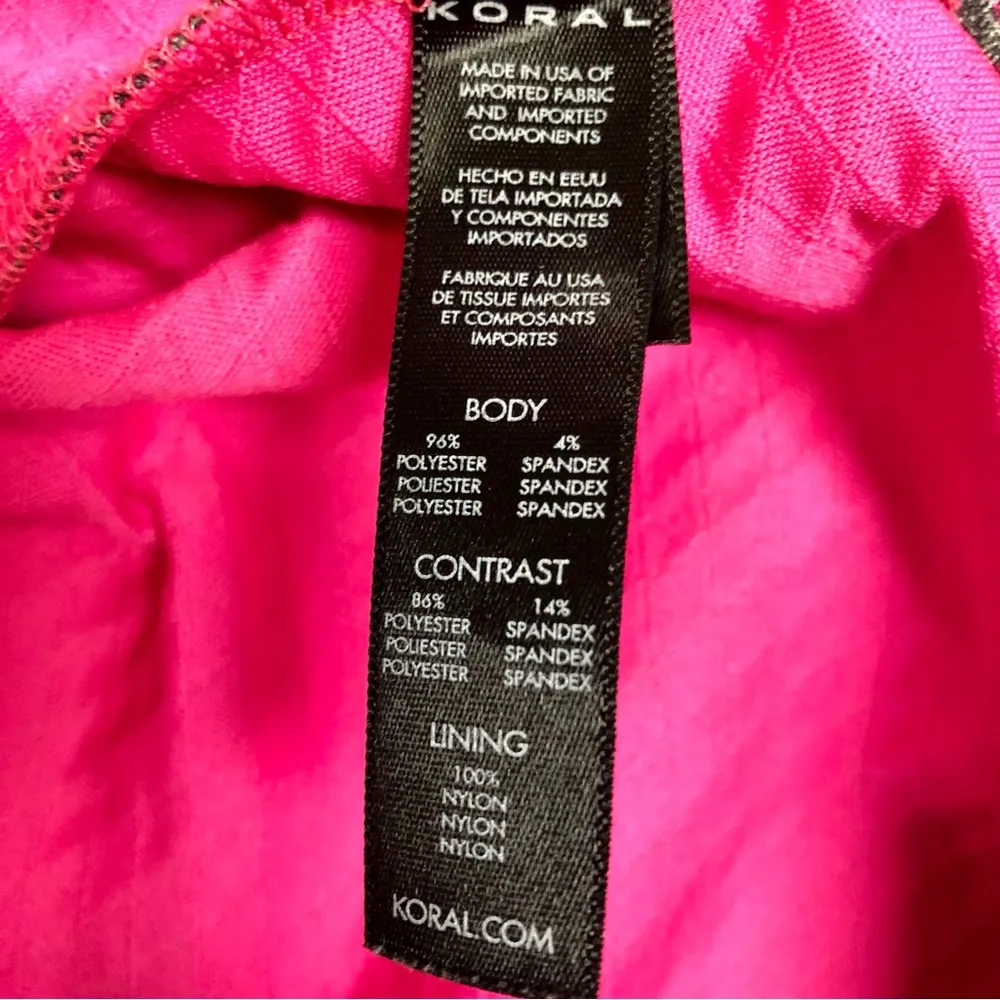 KORAL
MADE IN USA OF
IMPORTED FABRIC
AND IMPORTED
COMPONENTS
HECHO EN EEUU
DE TELA IMPORTADA
Y COMPONENTES
IMPORTADOS
FABRIQUE AU USA
DE TISSUE IMPORTES
ET COMPOSANTS
IMPORTES
BODY
96% 4%
POLYESTER SPANDEX
POLIESTER SPANDEX
POLYESTER SPANDEX
CONTRAST
86% 14%
POLYESTER SPANDEX
POLIESTER SPANDEX
POLYESTER SPANDEX
LINING
100%
NYLON
NYLON
NYLON
KORAL.COM